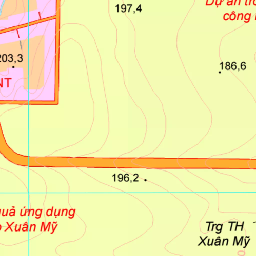 197,4
Dự án tr
công
203,3
186,6
NT
196,2
quả ứng dụng
Xuân Mỹ
Trg TH
Xuân Mỹ